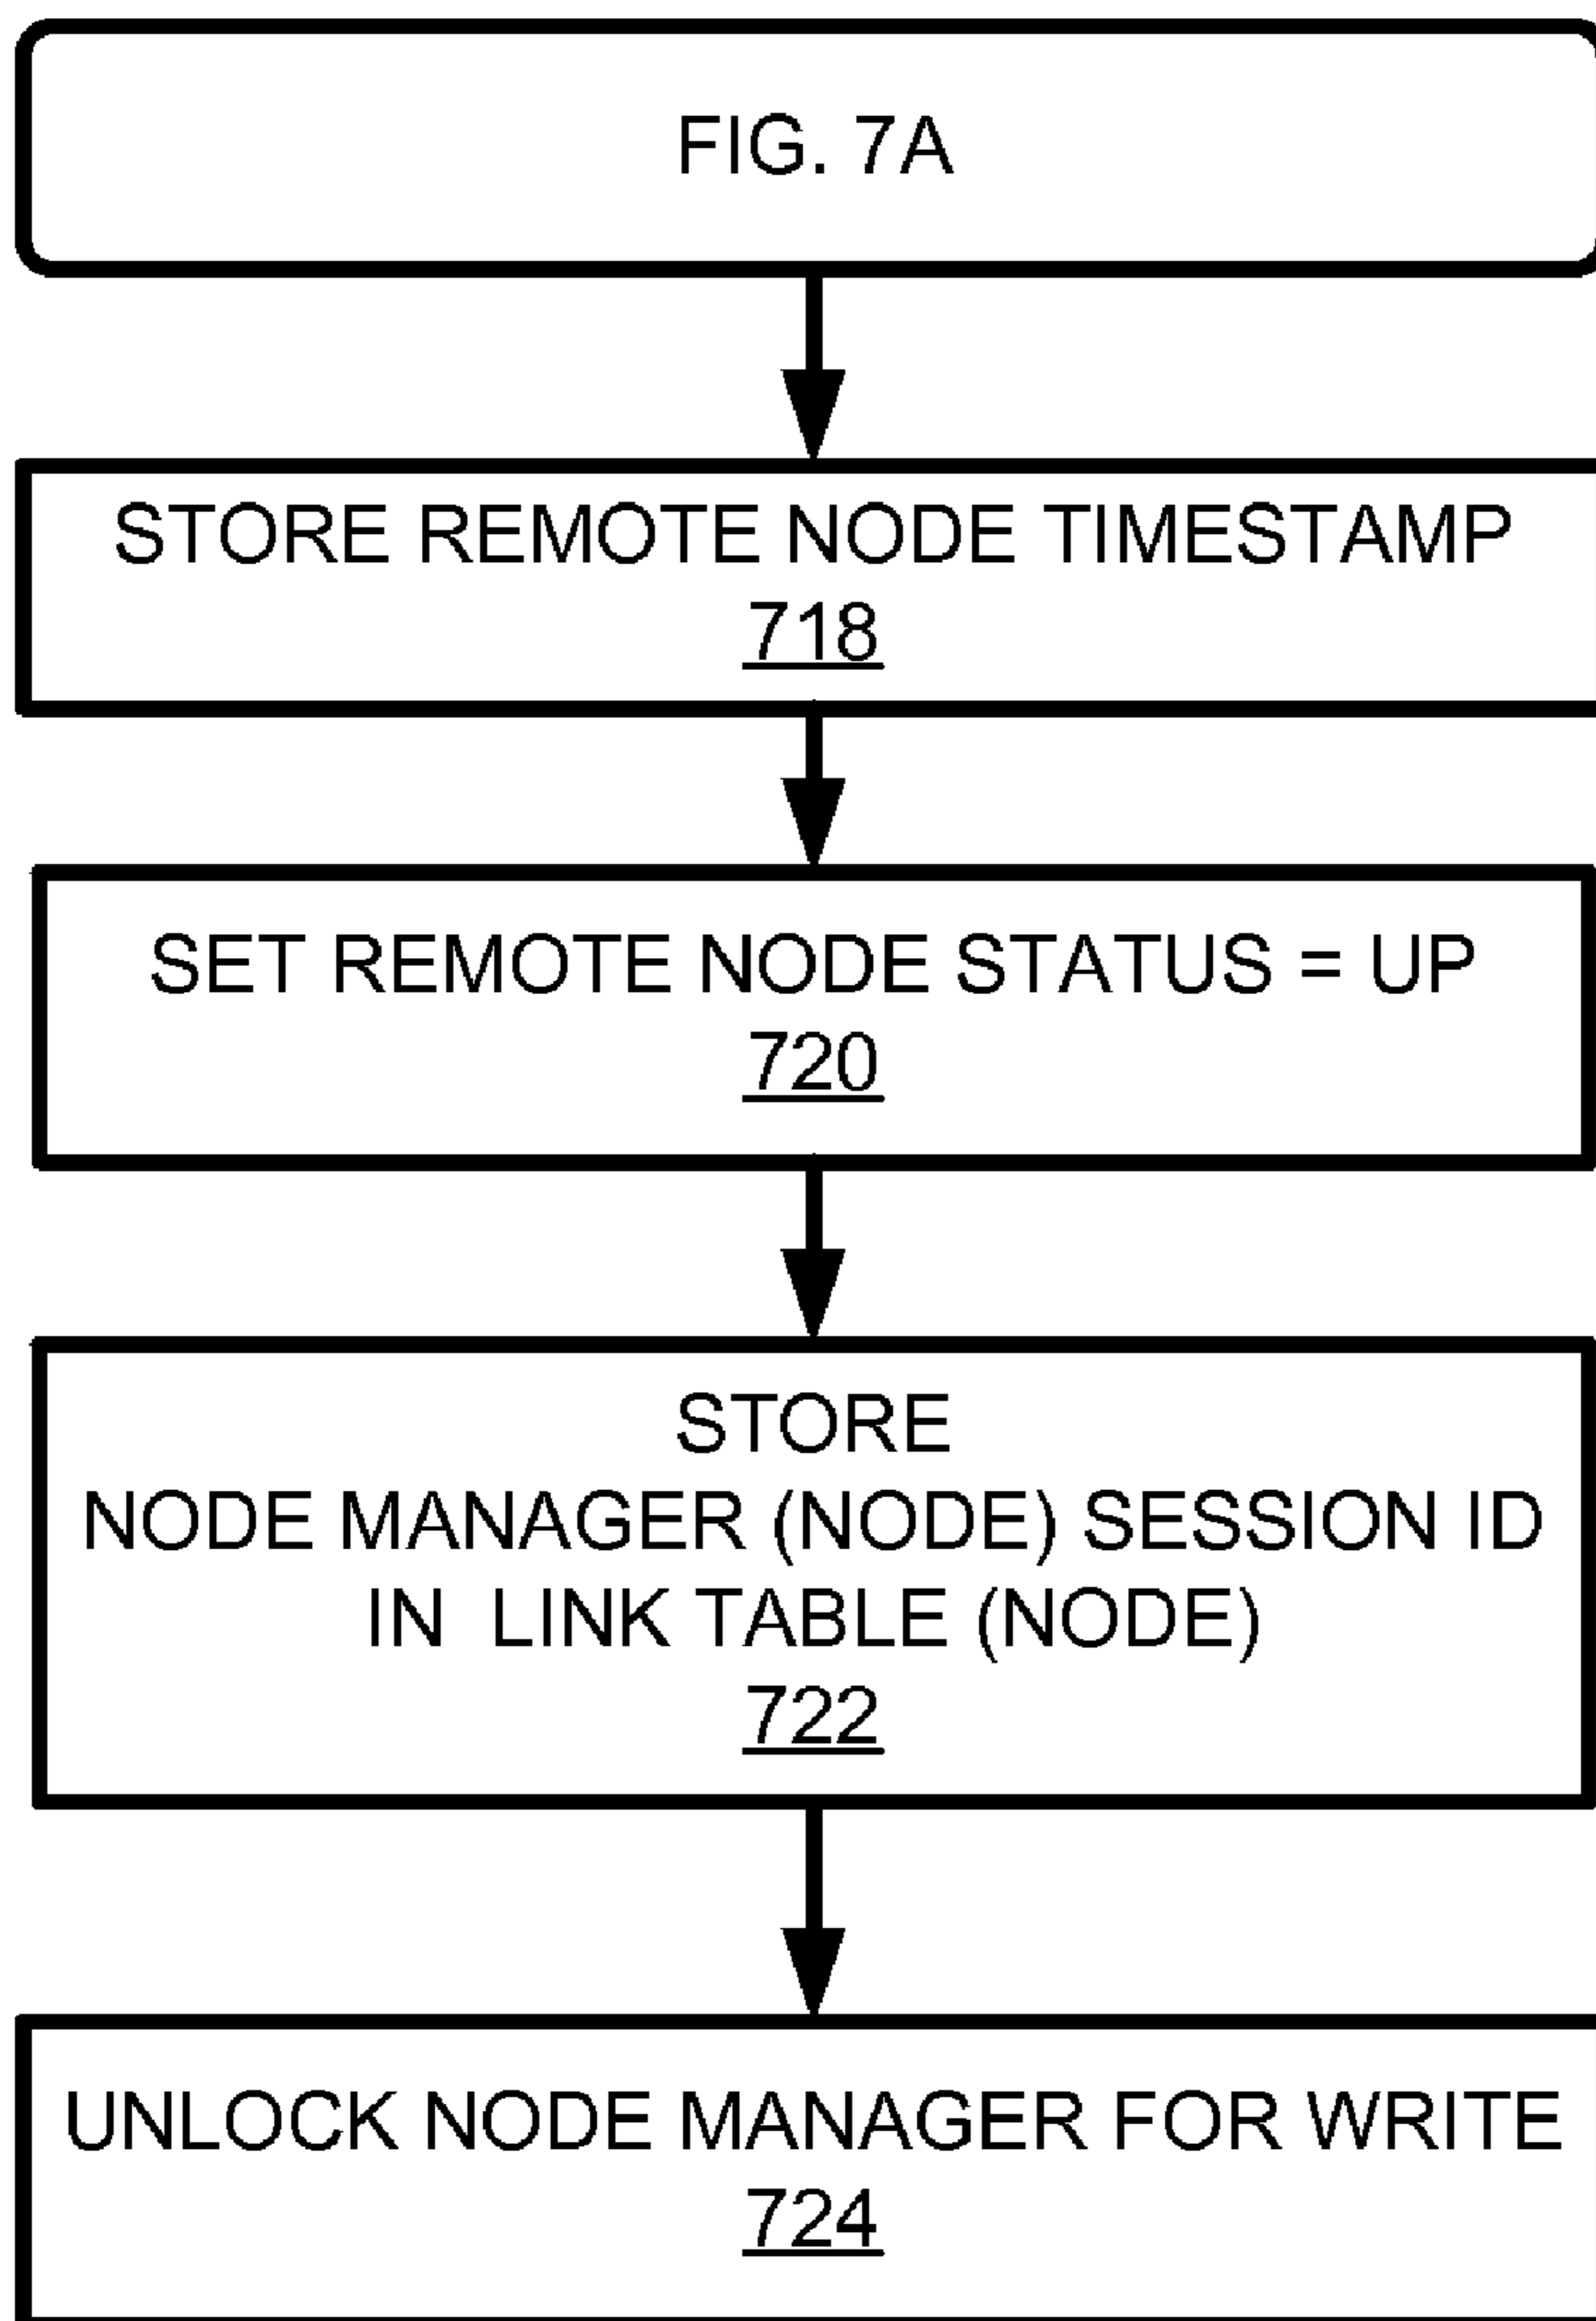 FIG. 7A
STORE REMOTE NODE TIMESTAMP
718
SET REMOTE NODE STATUS = UP
720
STORE
NODE MANAGER (NODE) SESSION ID
IN LINK TABLE (NODE)
722
UNLOCK NODE MANAGER FOR WRITE
724